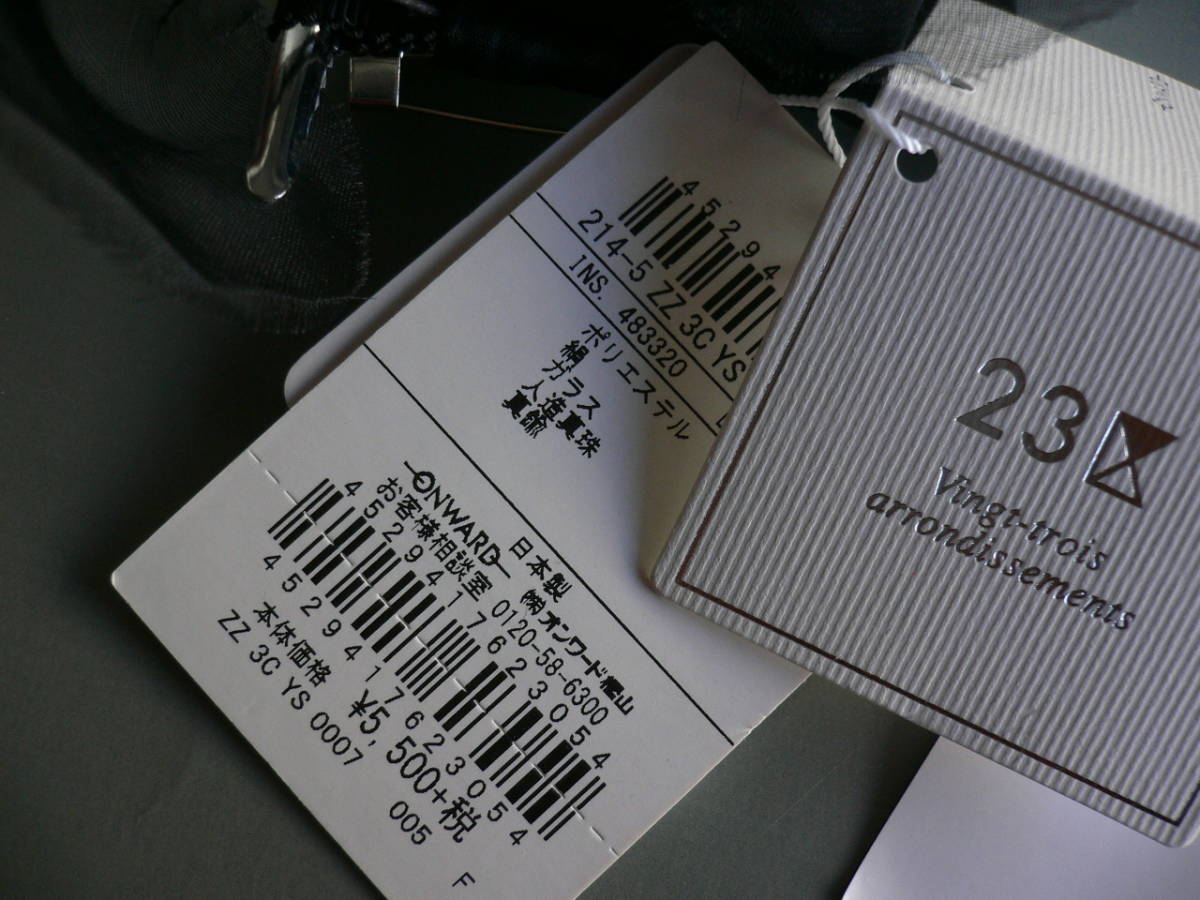 45294
214-5 ZZ 3C YS
INS. 483320
ポリエステル
絹
ガラス
人造真珠
真鍮
日本製
ONWARD ㈱オンワード樫山
お客様相談室 0120-58-6300
4529417623054
4529417623054
本体価格 ¥5,500+税
ZZ 3C YS 0007 005 F
23
Vingt-trois
arrondissements